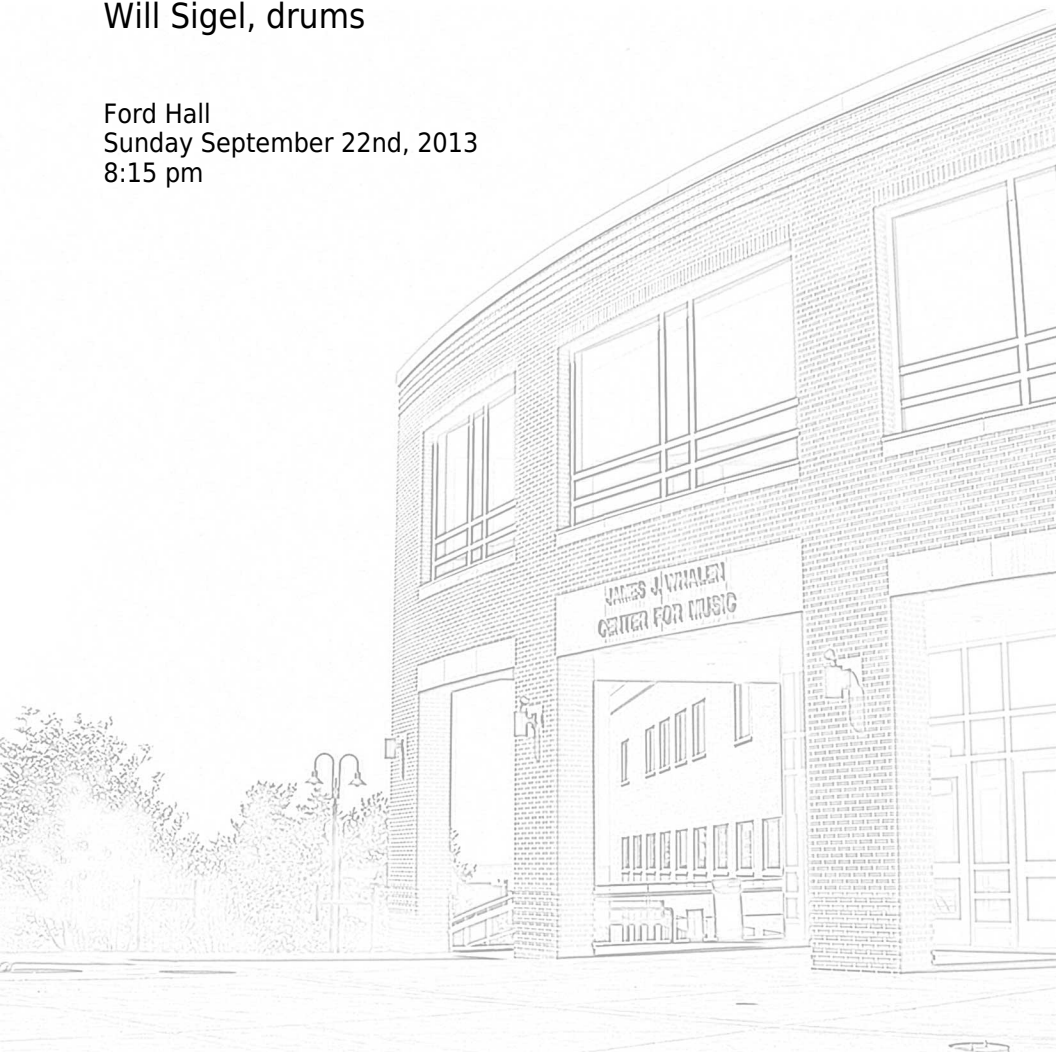 Will Sigel, drums
Ford Hall
Sunday September 22nd, 2013
8:15 pm
JAMES J. WHALEN
CENTER FOR MUSIC